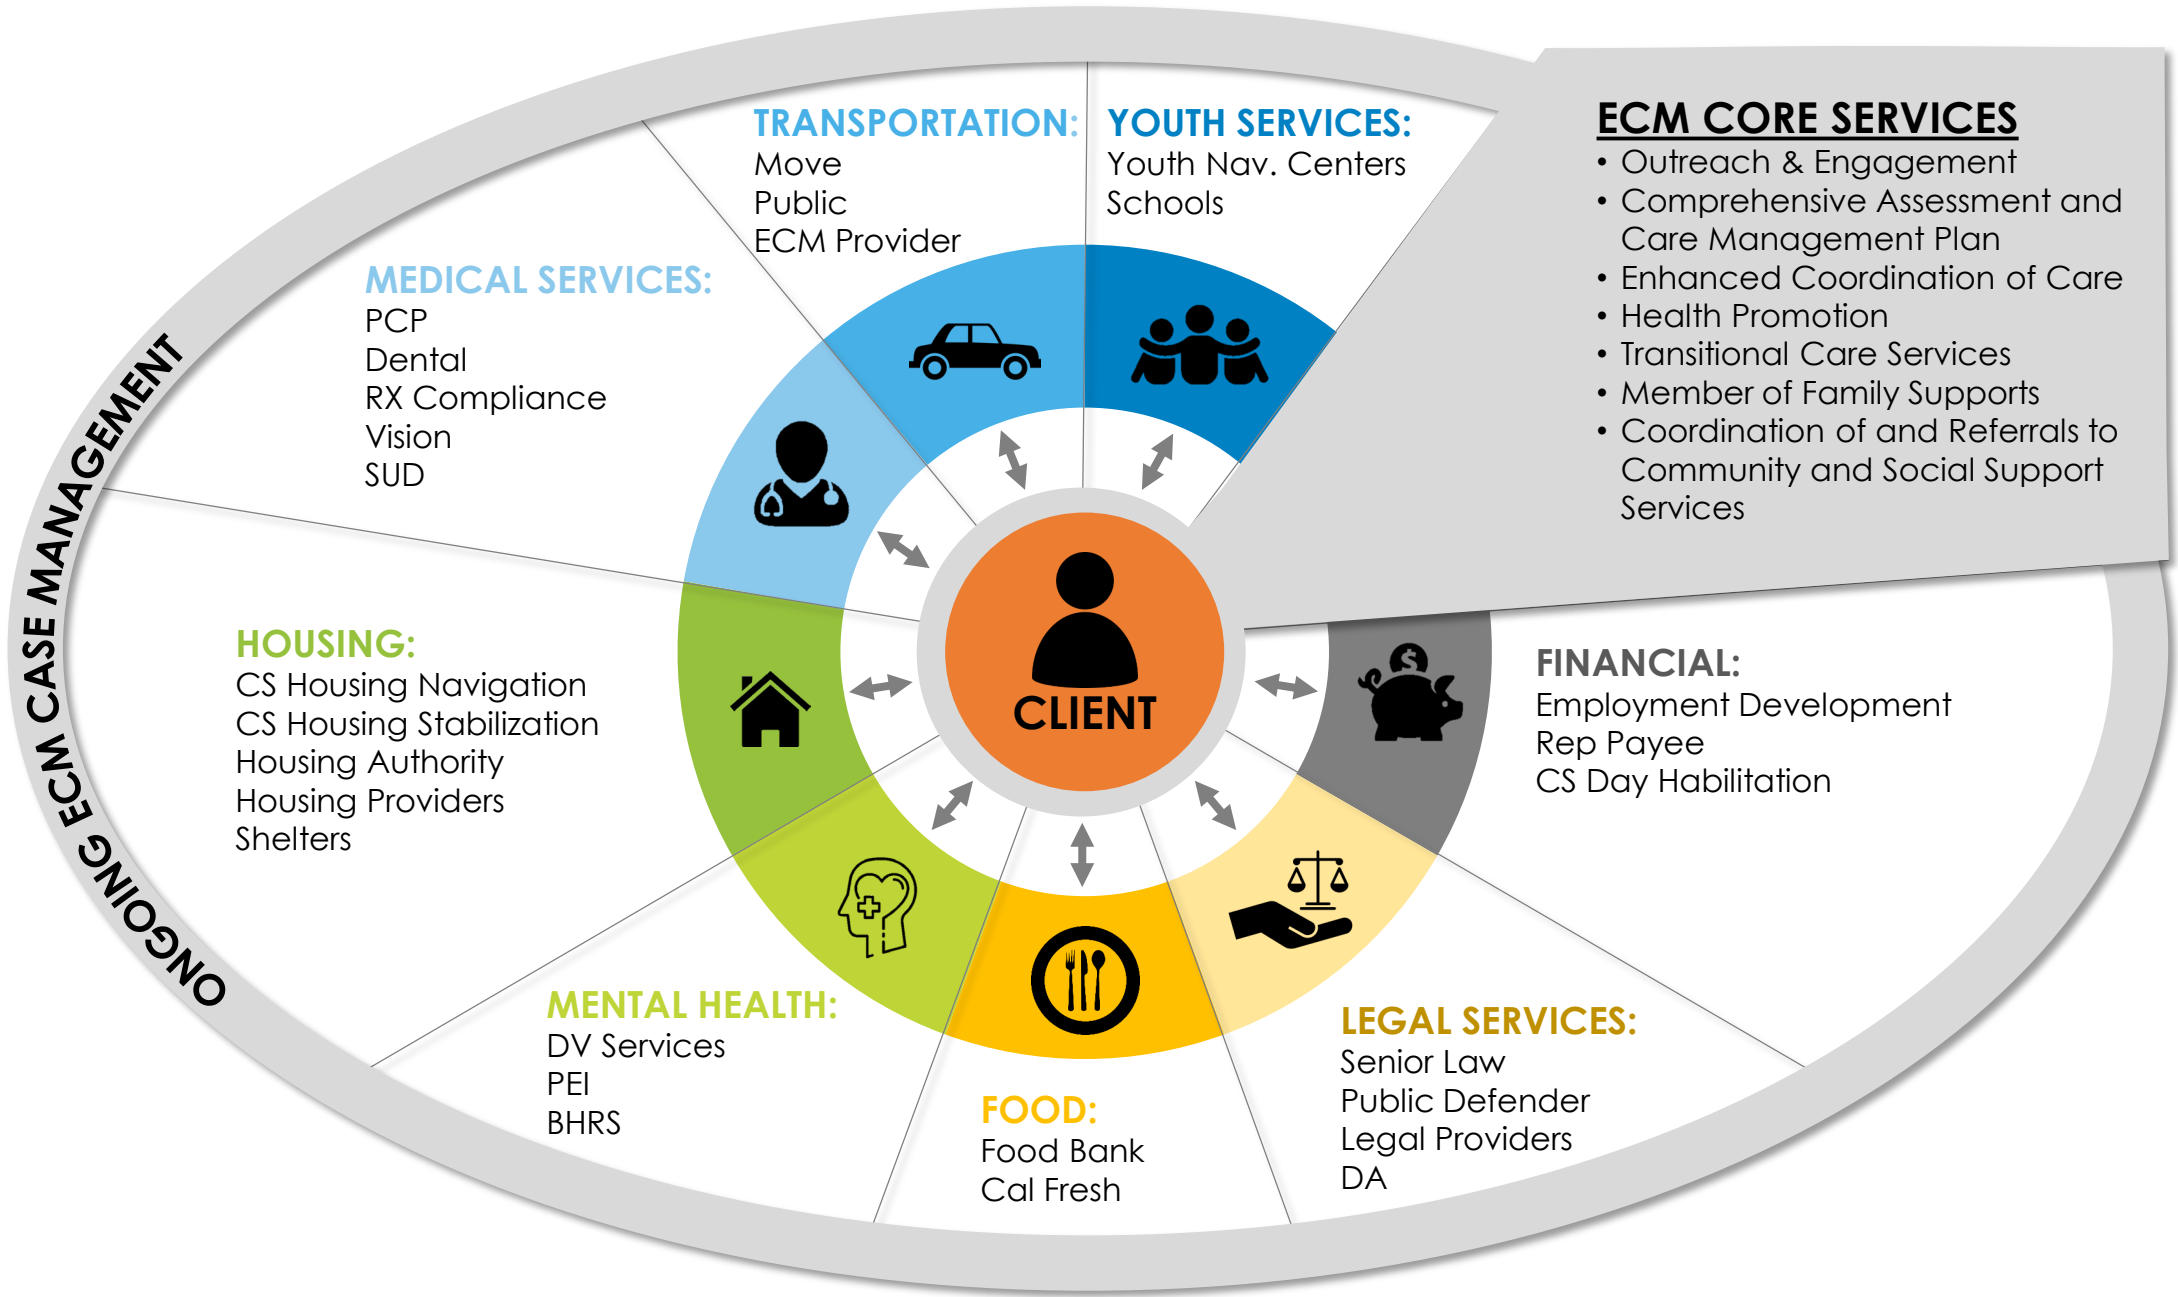 TRANSPORTATION:
Move
Public
ECM Provider
YOUTH SERVICES:
Youth Nav. Centers
Schools
ECM CORE SERVICES
• Outreach & Engagement
• Comprehensive Assessment and
Care Management Plan
• Enhanced Coordination of Care
• Health Promotion
• Transitional Care Services
• Member of Family Supports
• Coordination of and Referrals to
Community and Social Support
Services
MEDICAL SERVICES:
PCP
Dental
RX Compliance
Vision
SUD
ONGOING ECM CASE MANAGEMENT
HOUSING:
CS Housing Navigation
CS Housing Stabilization
Housing Authority
Housing Providers
Shelters
CLIENT
$
FINANCIAL:
Employment Development
Rep Payee
CS Day Habilitation
MENTAL HEALTH:
DV Services
PEI
BHRS
FOOD:
Food Bank
Cal Fresh
LEGAL SERVICES:
Senior Law
Public Defender
Legal Providers
DA